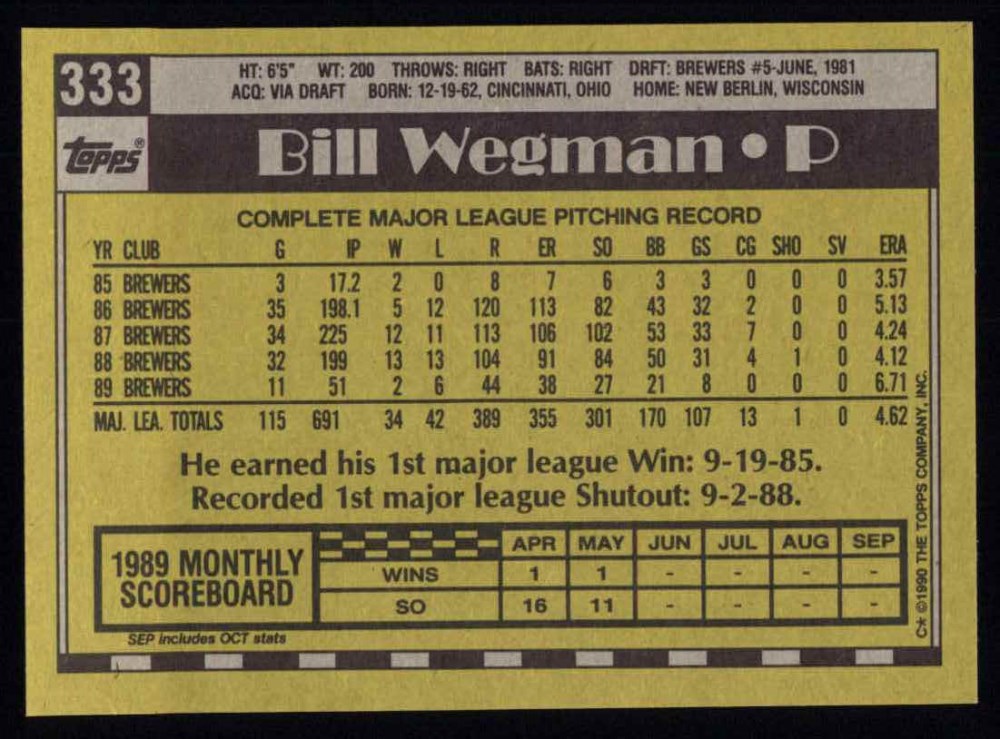 333
HT: 6'5" WT: 200 THROWS: RIGHT BATS: RIGHT DRFT: BREWERS #5-JUNE, 1981
ACQ: VIA DRAFT BORN: 12-19-62, CINCINNATI, OHIO HOME: NEW BERLIN, WISCONSIN
topps®
Bill Wegman • P
COMPLETE MAJOR LEAGUE PITCHING RECORD
YR CLUB G IP W L R ER SO BB GS CG SHO SV ERA
85 BREWERS 3 17.2 2 0 8 7 6 3 3 0 0 0 3.57
86 BREWERS 35 198.1 5 12 120 113 82 43 32 2 0 0 5.13
87 BREWERS 34 225 12 11 113 106 102 53 33 7 0 0 4.24
88 BREWERS 32 199 13 13 104 91 84 50 31 4 1 0 4.12
89 BREWERS 11 51 2 6 44 38 27 21 8 0 0 0 6.71
MAJ. LEA. TOTALS 115 691 34 42 389 355 301 170 107 13 1 0 4.62
He earned his 1st major league Win: 9-19-85.
Recorded 1st major league Shutout: 9-2-88.
1989 MONTHLY SCOREBOARD
APR MAY JUN JUL AUG SEP
WINS 1 1 - - - -
SO 16 11 - - - -
SEP includes OCT stats
C* ©1990 THE TOPPS COMPANY, INC.